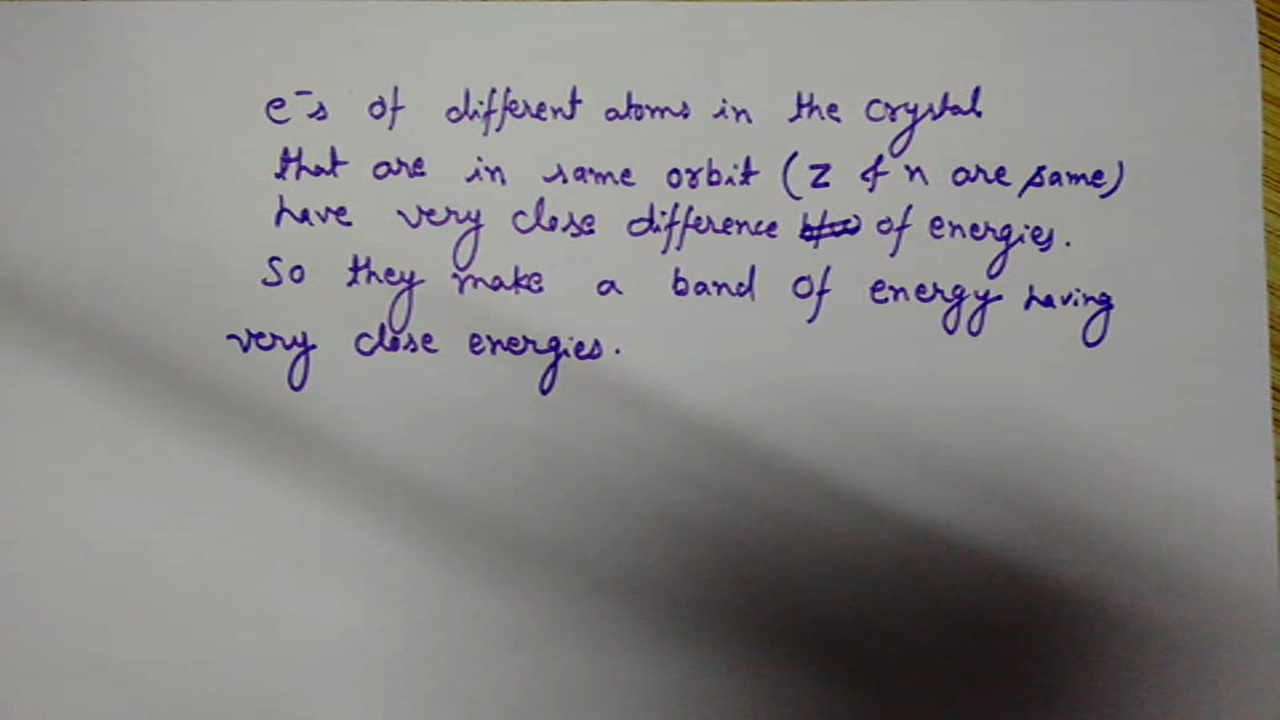 e⁻s of different atoms in the crystal
that are in same orbit (Z & n are same)
have very close difference of energies.
So they make a band of energy having
very close energies.